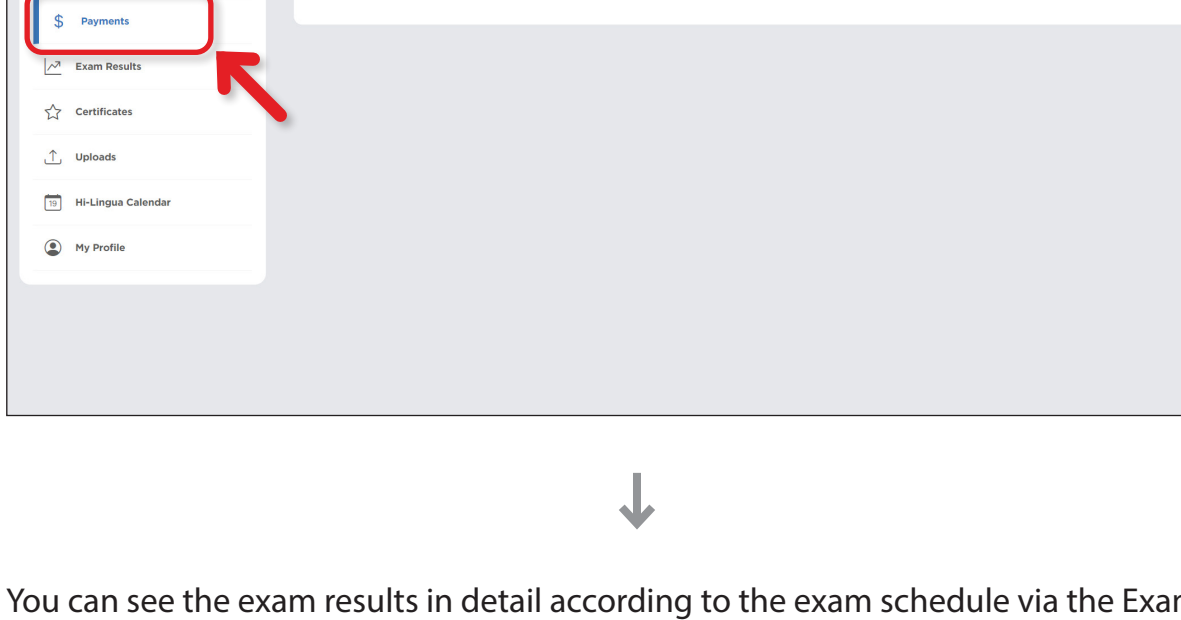 $ Payments
Exam Results
Certificates
Uploads
19 Hi-Lingua Calendar
My Profile
You can see the exam results in detail according to the exam schedule via the